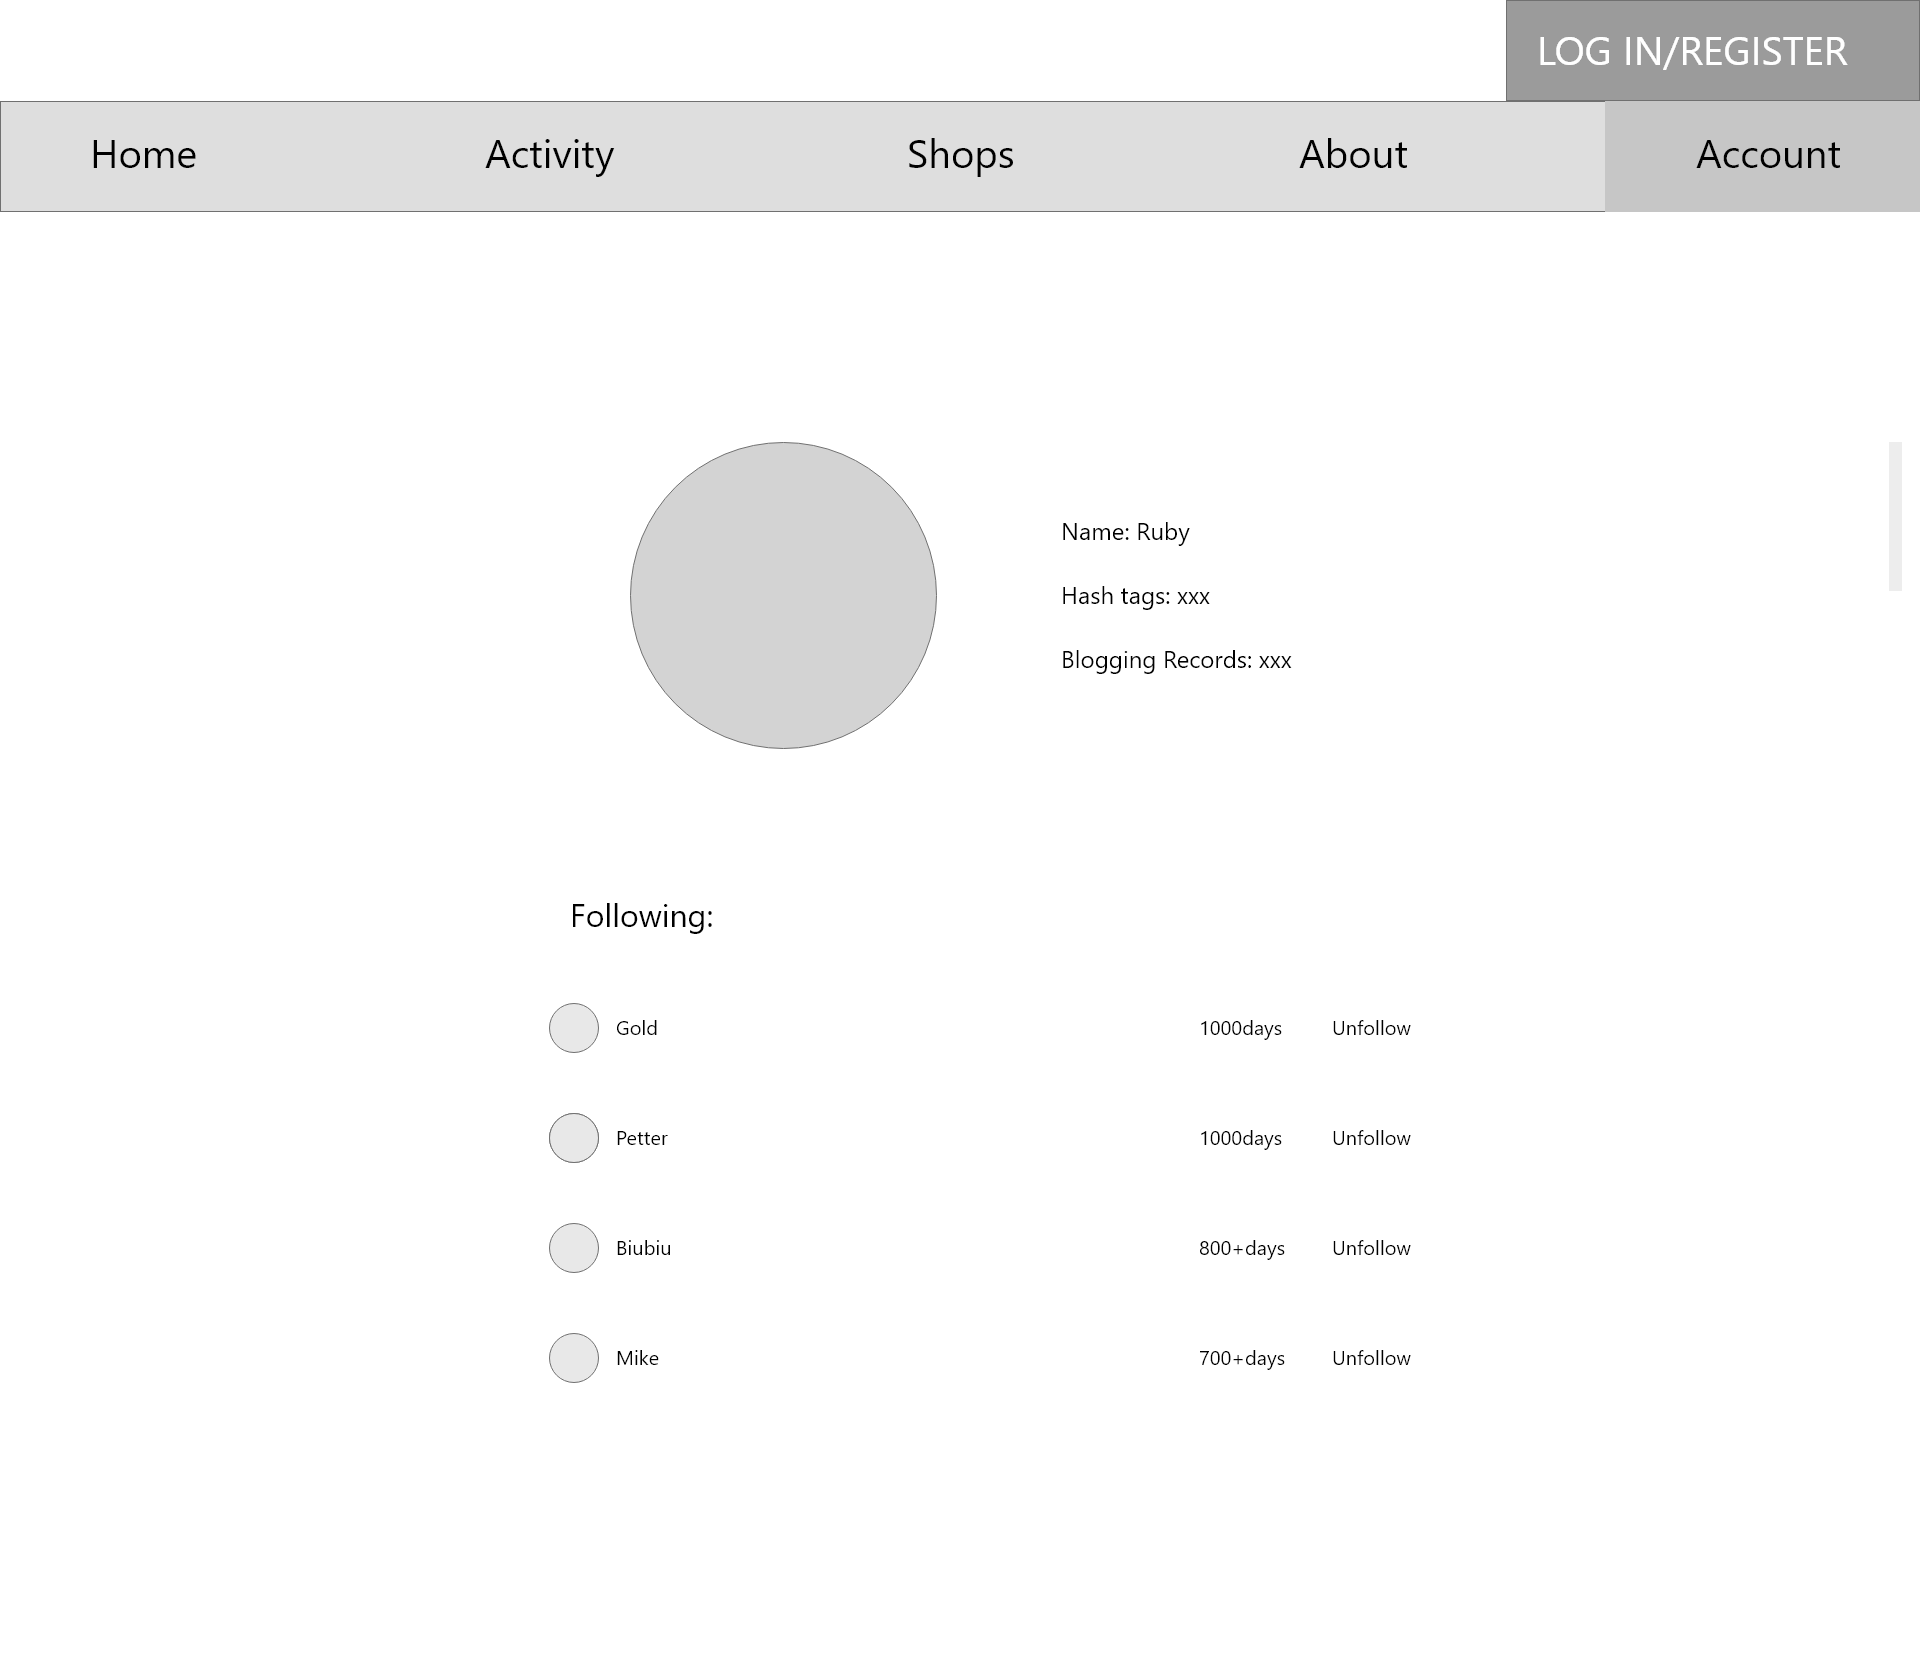 LOG IN/REGISTER
Home Activity Shops About Account
Name: Ruby
Hash tags: xxx
Blogging Records: xxx
Following:
Gold 1000days Unfollow
Petter 1000days Unfollow
Biubiu 800+days Unfollow
Mike 700+days Unfollow